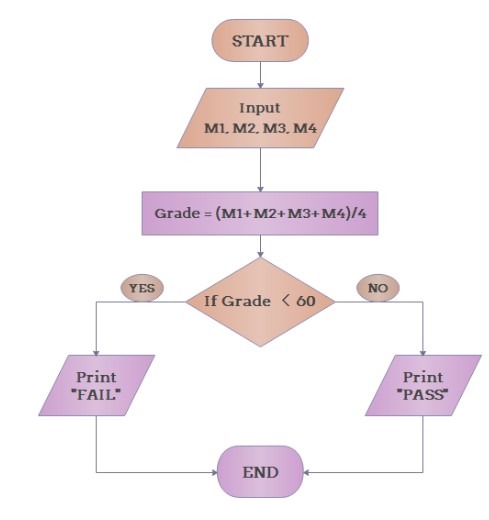 START
Input
M1, M2, M3, M4
Grade = (M1+M2+M3+M4)/4
If Grade < 60
YES
NO
Print
"FAIL"
Print
"PASS"
END